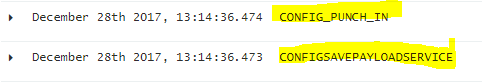 December 28th 2017, 13:14:36.474 CONFIG_PUNCH_IN
December 28th 2017, 13:14:36.473 CONFIGSAVEPAYLOADSERVICE